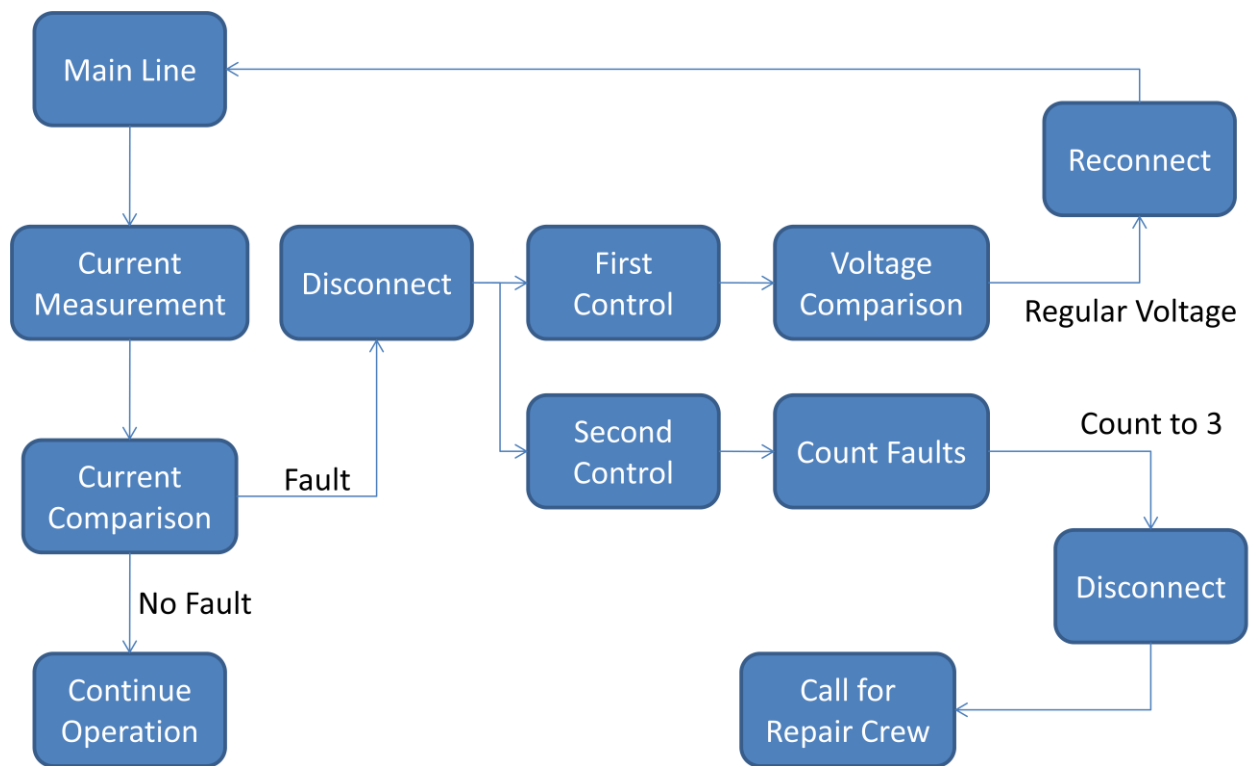 Main Line
Reconnect
Current
Measurement
Disconnect
First
Control
Voltage
Comparison
Regular Voltage
Current
Comparison
Fault
Second
Control
Count Faults
Count to 3
No Fault
Disconnect
Continue
Operation
Call for
Repair Crew